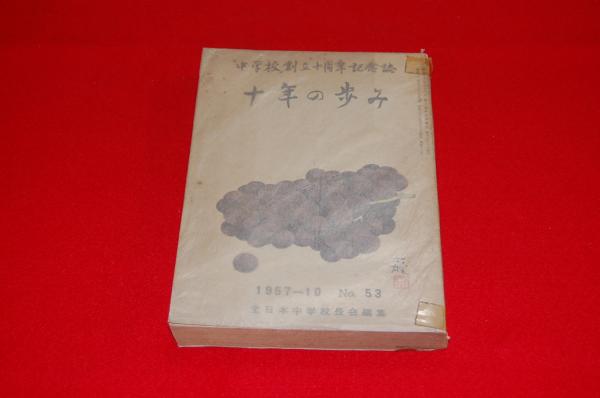 中学校創立十周年記念誌
十年の歩み
1957-10 No. 53
全日本中学校長会編集